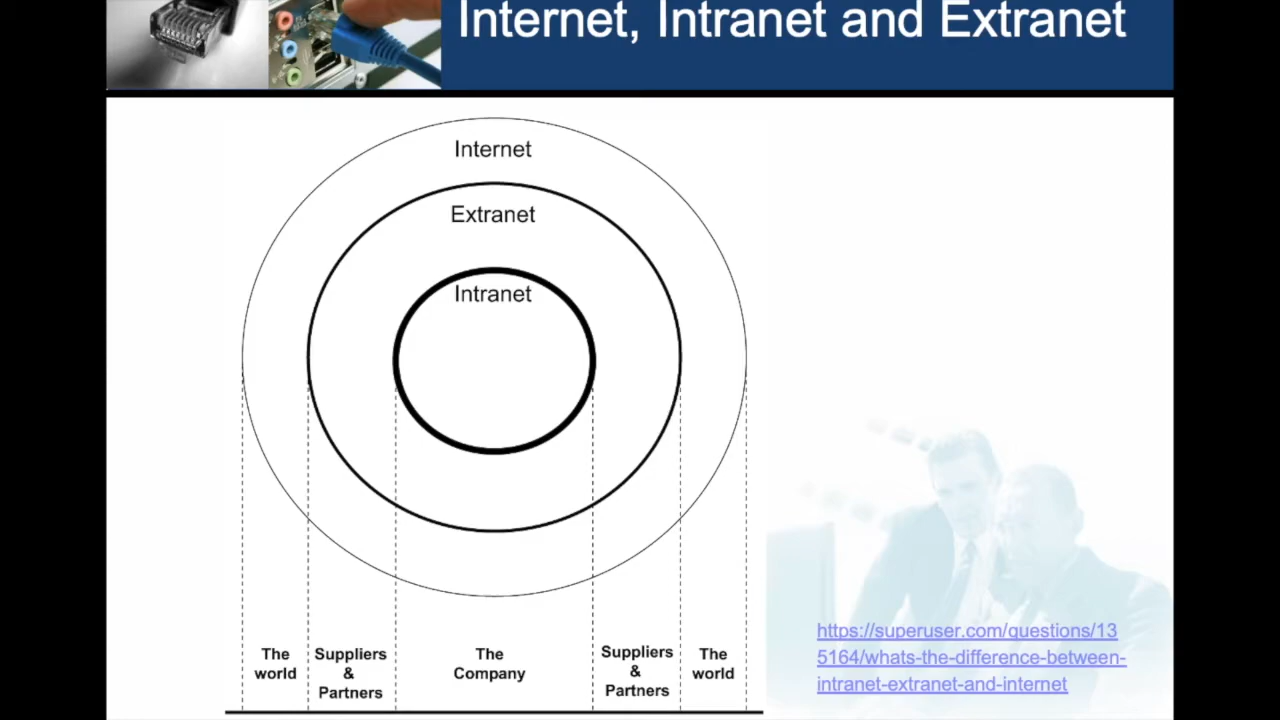 Internet, Intranet and Extranet
Internet
Extranet
Intranet
The
world
Suppliers
&
Partners
The
Company
Suppliers
&
Partners
The
world
https://superuser.com/questions/13
5164/whats-the-difference-between-
intranet-extranet-and-internet